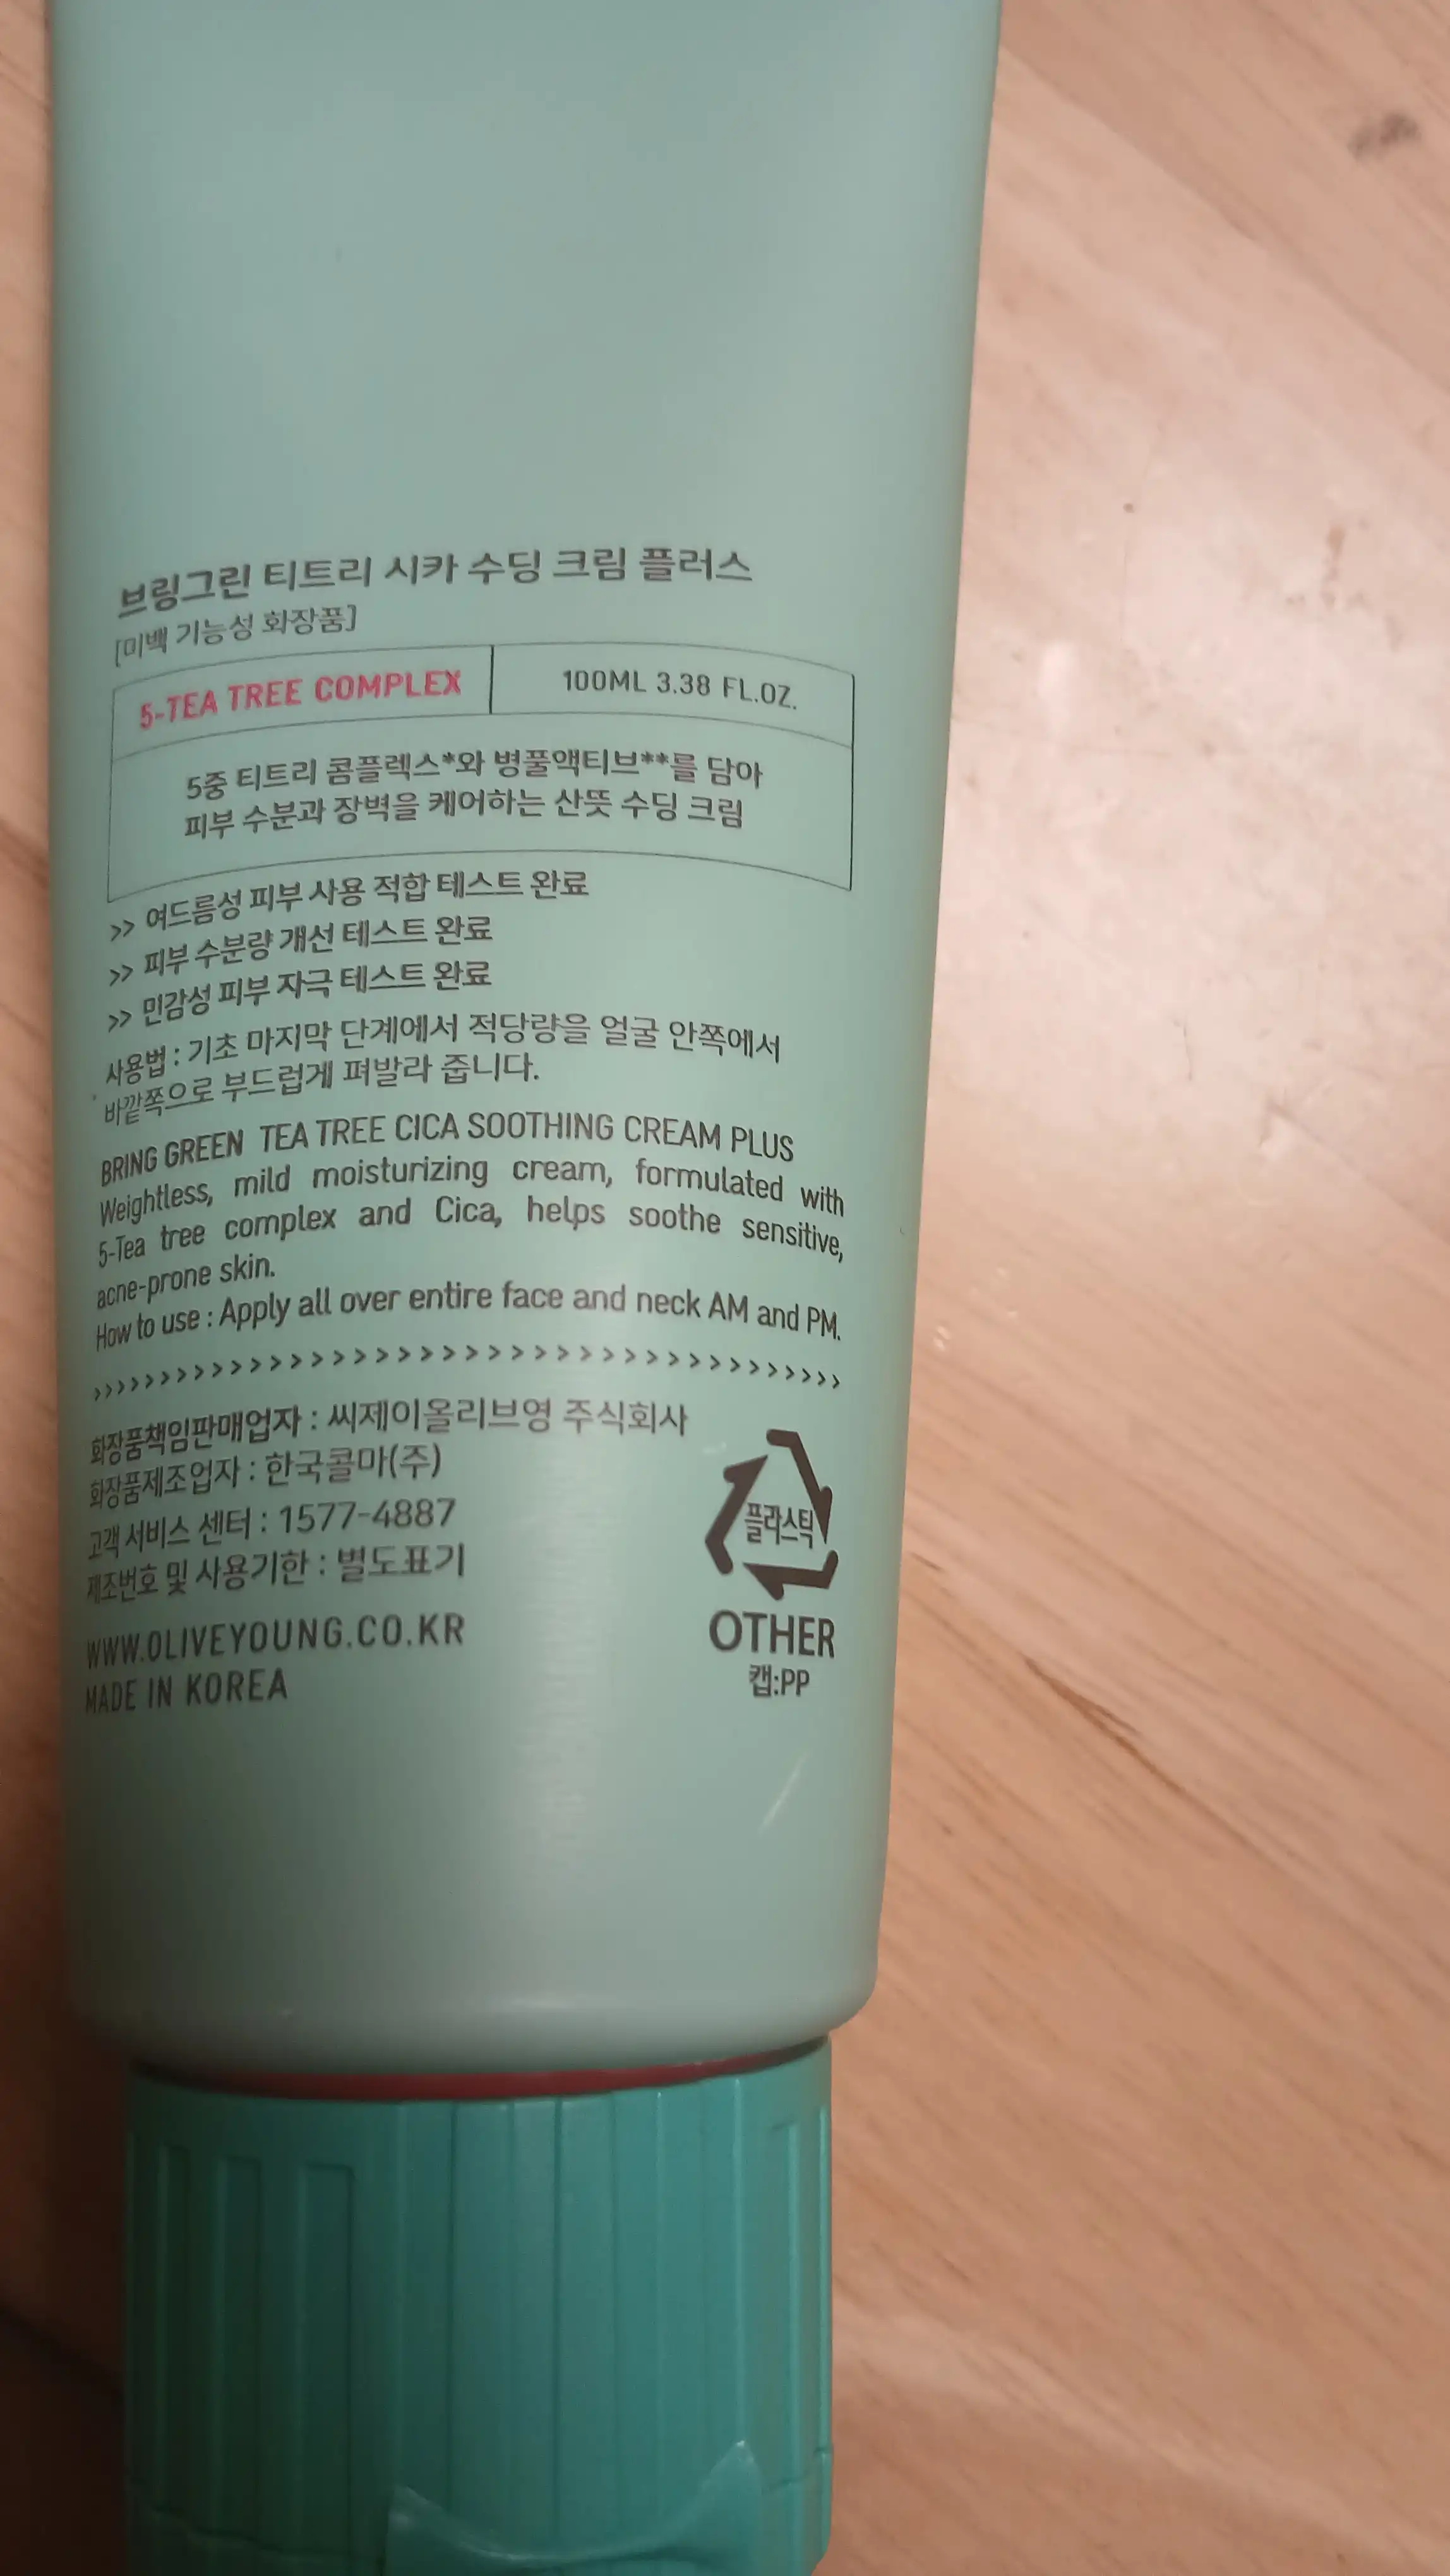 브링그린 티트리 시카 수딩 크림 플러스
[미백 기능성 화장품]
5-TEA TREE COMPLEX
100ML 3.38 FL.OZ.
5중 티트리 콤플렉스*와 병풀액티브**를 담아
피부 수분과 장벽을 케어하는 산뜻 수딩 크림
>> 여드름성 피부 사용 적합 테스트 완료
>> 피부 수분량 개선 테스트 완료
>> 민감성 피부 자극 테스트 완료
사용법 : 기초 마지막 단계에서 적당량을 얼굴 안쪽에서
바깥쪽으로 부드럽게 펴발라 줍니다.
BRING GREEN TEA TREE CICA SOOTHING CREAM PLUS
Weightless, mild moisturizing cream, formulated with
5-Tea tree complex and Cica, helps soothe sensitive,
acne-prone skin.
How to use : Apply all over entire face and neck AM and PM.
화장품책임판매업자 : 씨제이올리브영 주식회사
화장품제조업자 : 한국콜마(주)
고객 서비스 센터 : 1577-4887
제조번호 및 사용기한 : 별도표기
WWW.OLIVEYOUNG.CO.KR
MADE IN KOREA
플라스틱
OTHER
캡:PP